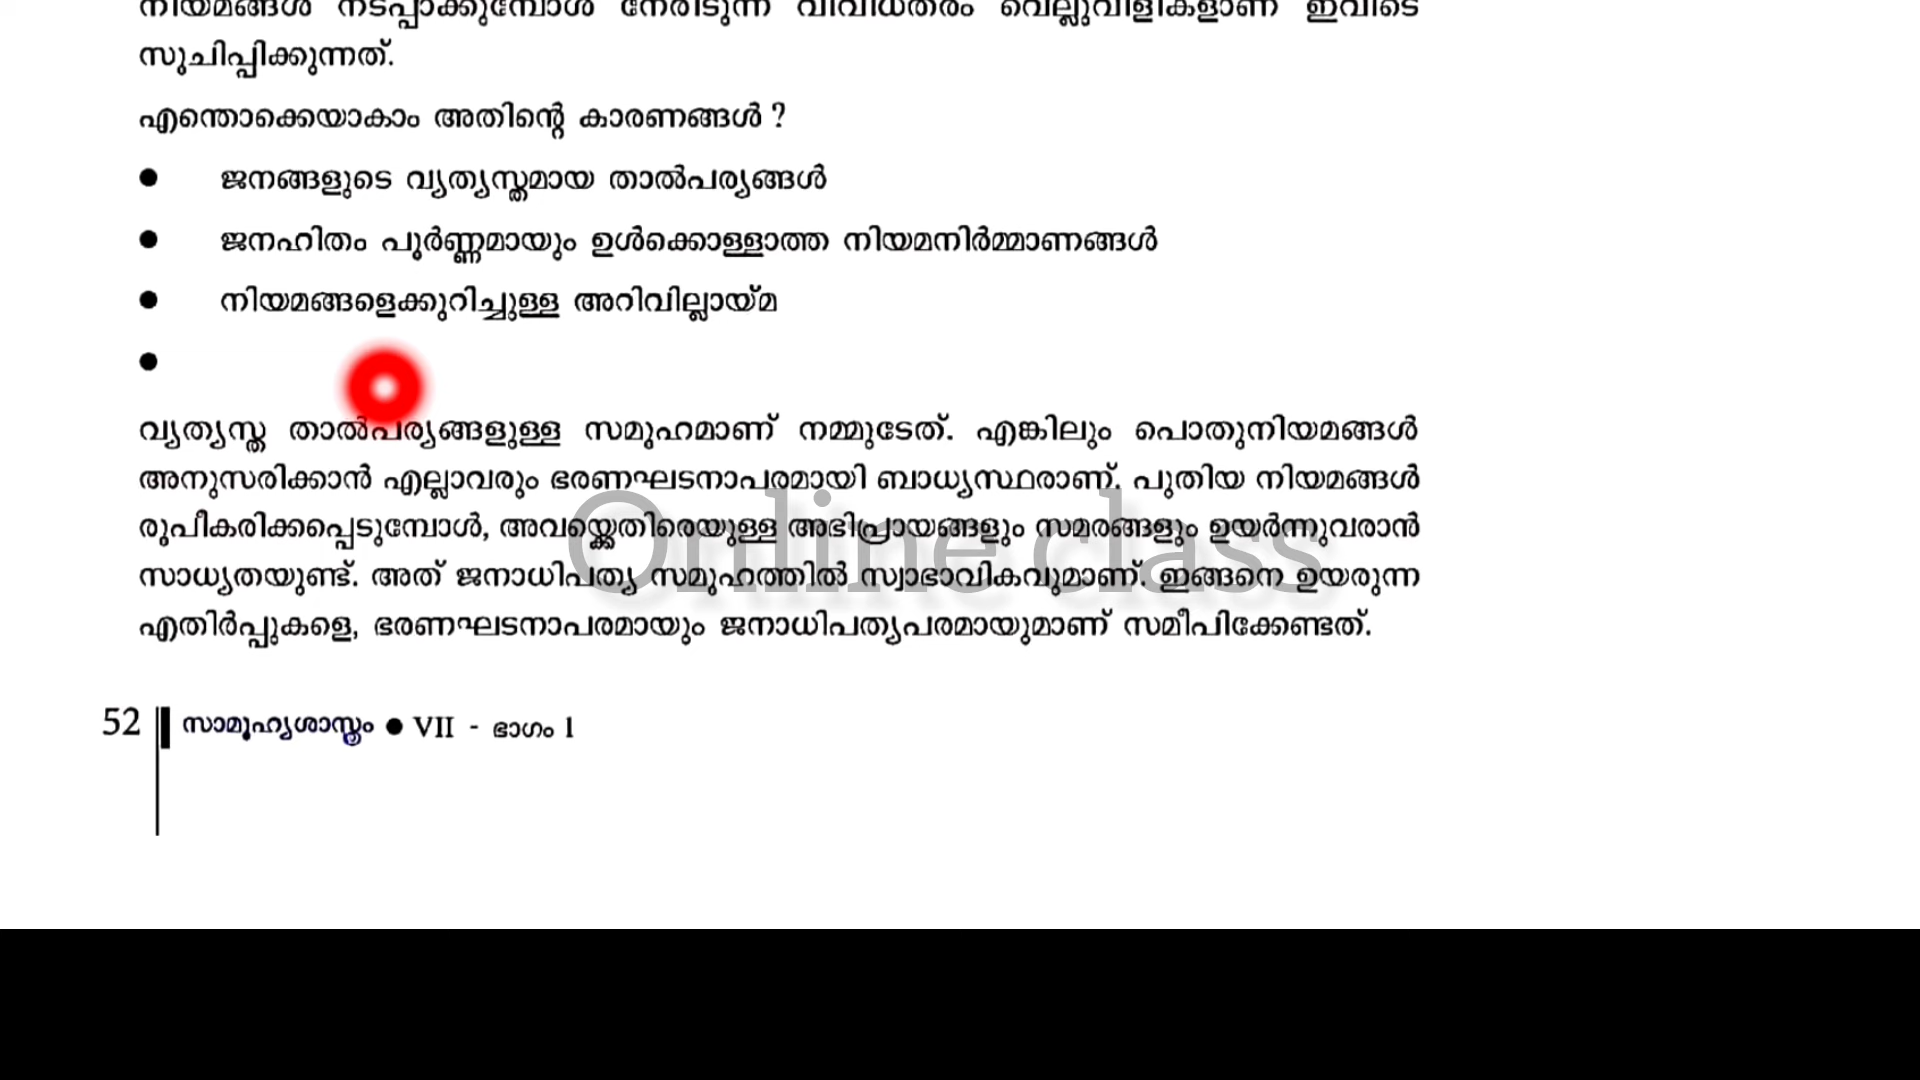 നിയമങ്ങൾ നടപ്പാക്കുമ്പോൾ നേരിടുന്ന വിവിധതരം വെല്ലുവിളികളാണ് ഇവിടെ
സൂചിപ്പിക്കുന്നത്.
എന്തൊക്കെയാകാം അതിന്റെ കാരണങ്ങൾ ?
● ജനങ്ങളുടെ വ്യത്യസ്തമായ താൽപര്യങ്ങൾ
● ജനഹിതം പൂർണ്ണമായും ഉൾക്കൊള്ളാത്ത നിയമനിർമ്മാണങ്ങൾ
● നിയമങ്ങളെക്കുറിച്ചുള്ള അറിവില്ലായ്മ
●
വ്യത്യസ്ത താൽപര്യങ്ങളുള്ള സമൂഹമാണ് നമ്മുടേത്. എങ്കിലും പൊതുനിയമങ്ങൾ
അനുസരിക്കാൻ എല്ലാവരും ഭരണഘടനാപരമായി ബാധ്യസ്ഥരാണ്. പുതിയ നിയമങ്ങൾ
രൂപീകരിക്കപ്പെടുമ്പോൾ, അവയ്ക്കെതിരെയുള്ള അഭിപ്രായങ്ങളും സമരങ്ങളും ഉയർന്നുവരാൻ
സാധ്യതയുണ്ട്. അത് ജനാധിപത്യ സമൂഹത്തിൽ സ്വാഭാവികവുമാണ്. ഇങ്ങനെ ഉയരുന്ന
എതിർപ്പുകളെ, ഭരണഘടനാപരമായും ജനാധിപത്യപരമായുമാണ് സമീപിക്കേണ്ടത്.
Online class
52 സാമൂഹ്യശാസ്ത്രം ● VII - ഭാഗം 1